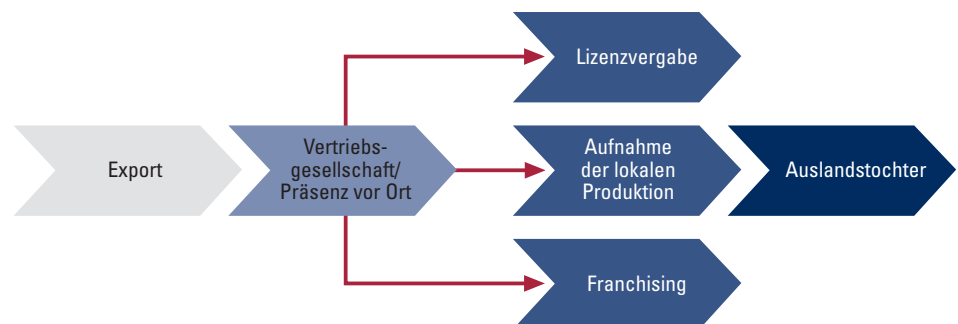 Lizenzvergabe
Export
Vertriebs-
gesellschaft/
Präsenz vor Ort
Aufnahme
der lokalen
Produktion
Auslandstochter
Franchising